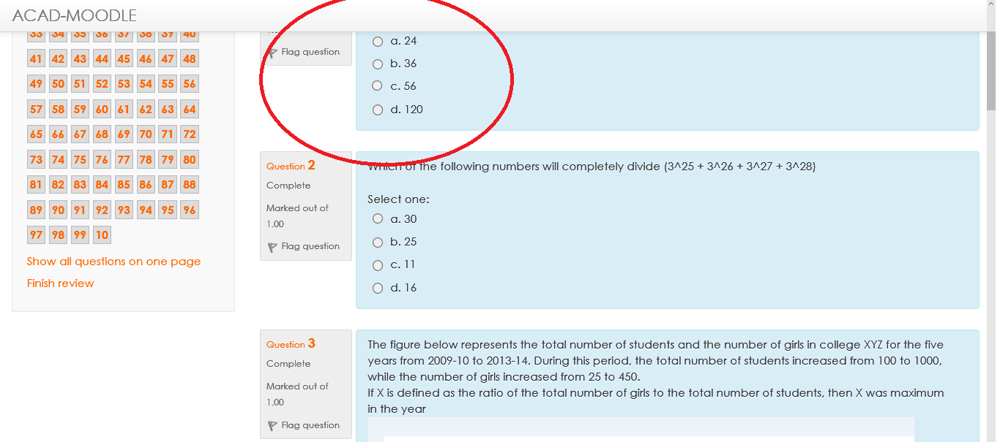 ACAD-MOODLE
33 34 35 36 37 38 39 40
41 42 43 44 45 46 47 48
49 50 51 52 53 54 55 56
57 58 59 60 61 62 63 64
65 66 67 68 69 70 71 72
73 74 75 76 77 78 79 80
81 82 83 84 85 86 87 88
89 90 91 92 93 94 95 96
97 98 99 10
Show all questions on one page
Finish review
Flag question
a. 24
b. 36
c. 56
d. 120
Question 2
Complete
Marked out of
1.00
Flag question
Which of the following numbers will completely divide (3^25 + 3^26 + 3^27 + 3^28)
Select one:
a. 30
b. 25
c. 11
d. 16
Question 3
Complete
Marked out of
1.00
Flag question
The figure below represents the total number of students and the number of girls in college XYZ for the five
years from 2009-10 to 2013-14. During this period, the total number of students increased from 100 to 1000,
while the number of girls increased from 25 to 450.
If X is defined as the ratio of the total number of girls to the total number of students, then X was maximum
in the year